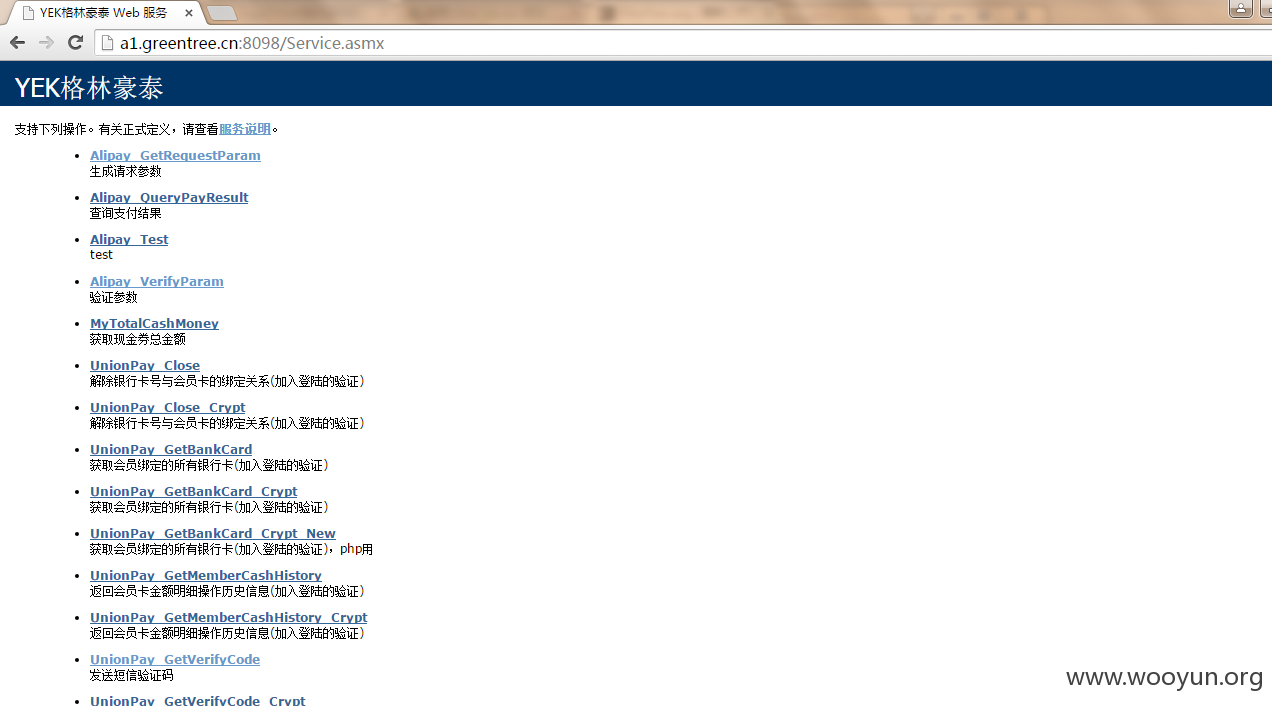 YEK格林豪泰 Web 服务
a1.greentree.cn:8098/Service.asmx
YEK格林豪泰
支持下列操作。有关正式定义，请查看服务说明。
Alipay_GetRequestParam
生成请求参数
Alipay_QueryPayResult
查询支付结果
Alipay_Test
test
Alipay_VerifyParam
验证参数
MyTotalCashMoney
获取现金券总金额
UnionPay_Close
解除银行卡号与会员卡的绑定关系(加入登陆的验证)
UnionPay_Close_Crypt
解除银行卡号与会员卡的绑定关系(加入登陆的验证)
UnionPay_GetBankCard
获取会员绑定的所有银行卡(加入登陆的验证)
UnionPay_GetBankCard_Crypt
获取会员绑定的所有银行卡(加入登陆的验证)
UnionPay_GetBankCard_Crypt_New
获取会员绑定的所有银行卡(加入登陆的验证)，php用
UnionPay_GetMemberCashHistory
返回会员卡金额明细操作历史信息(加入登陆的验证)
UnionPay_GetMemberCashHistory_Crypt
返回会员卡金额明细操作历史信息(加入登陆的验证)
UnionPay_GetVerifyCode
发送短信验证码
UnionPay_GetVerifyCode_Crypt
www.wooyun.org